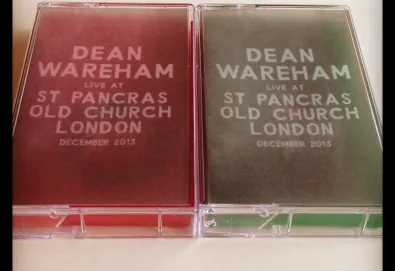 DEAN
WAREHAM
LIVE AT
ST PANCRAS
OLD CHURCH
LONDON
DECEMBER 2013
DEAN
WAREHAM
LIVE AT
ST PANCRAS
OLD CHURCH
LONDON
DECEMBER 2013